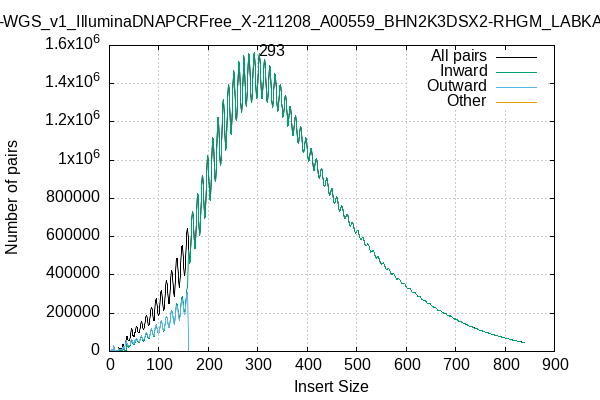 -WGS_v1_IlluminaDNAPCRFree_X-211208_A00559_BHN2K3DSX2-RHGM_LABKA
293
All pairs
Inward
Outward
Other
Number of pairs
1.6x10^6
1.4x10^6
1.2x10^6
1x10^6
800000
600000
400000
200000
0
0 100 200 300 400 500 600 700 800 900
Insert Size